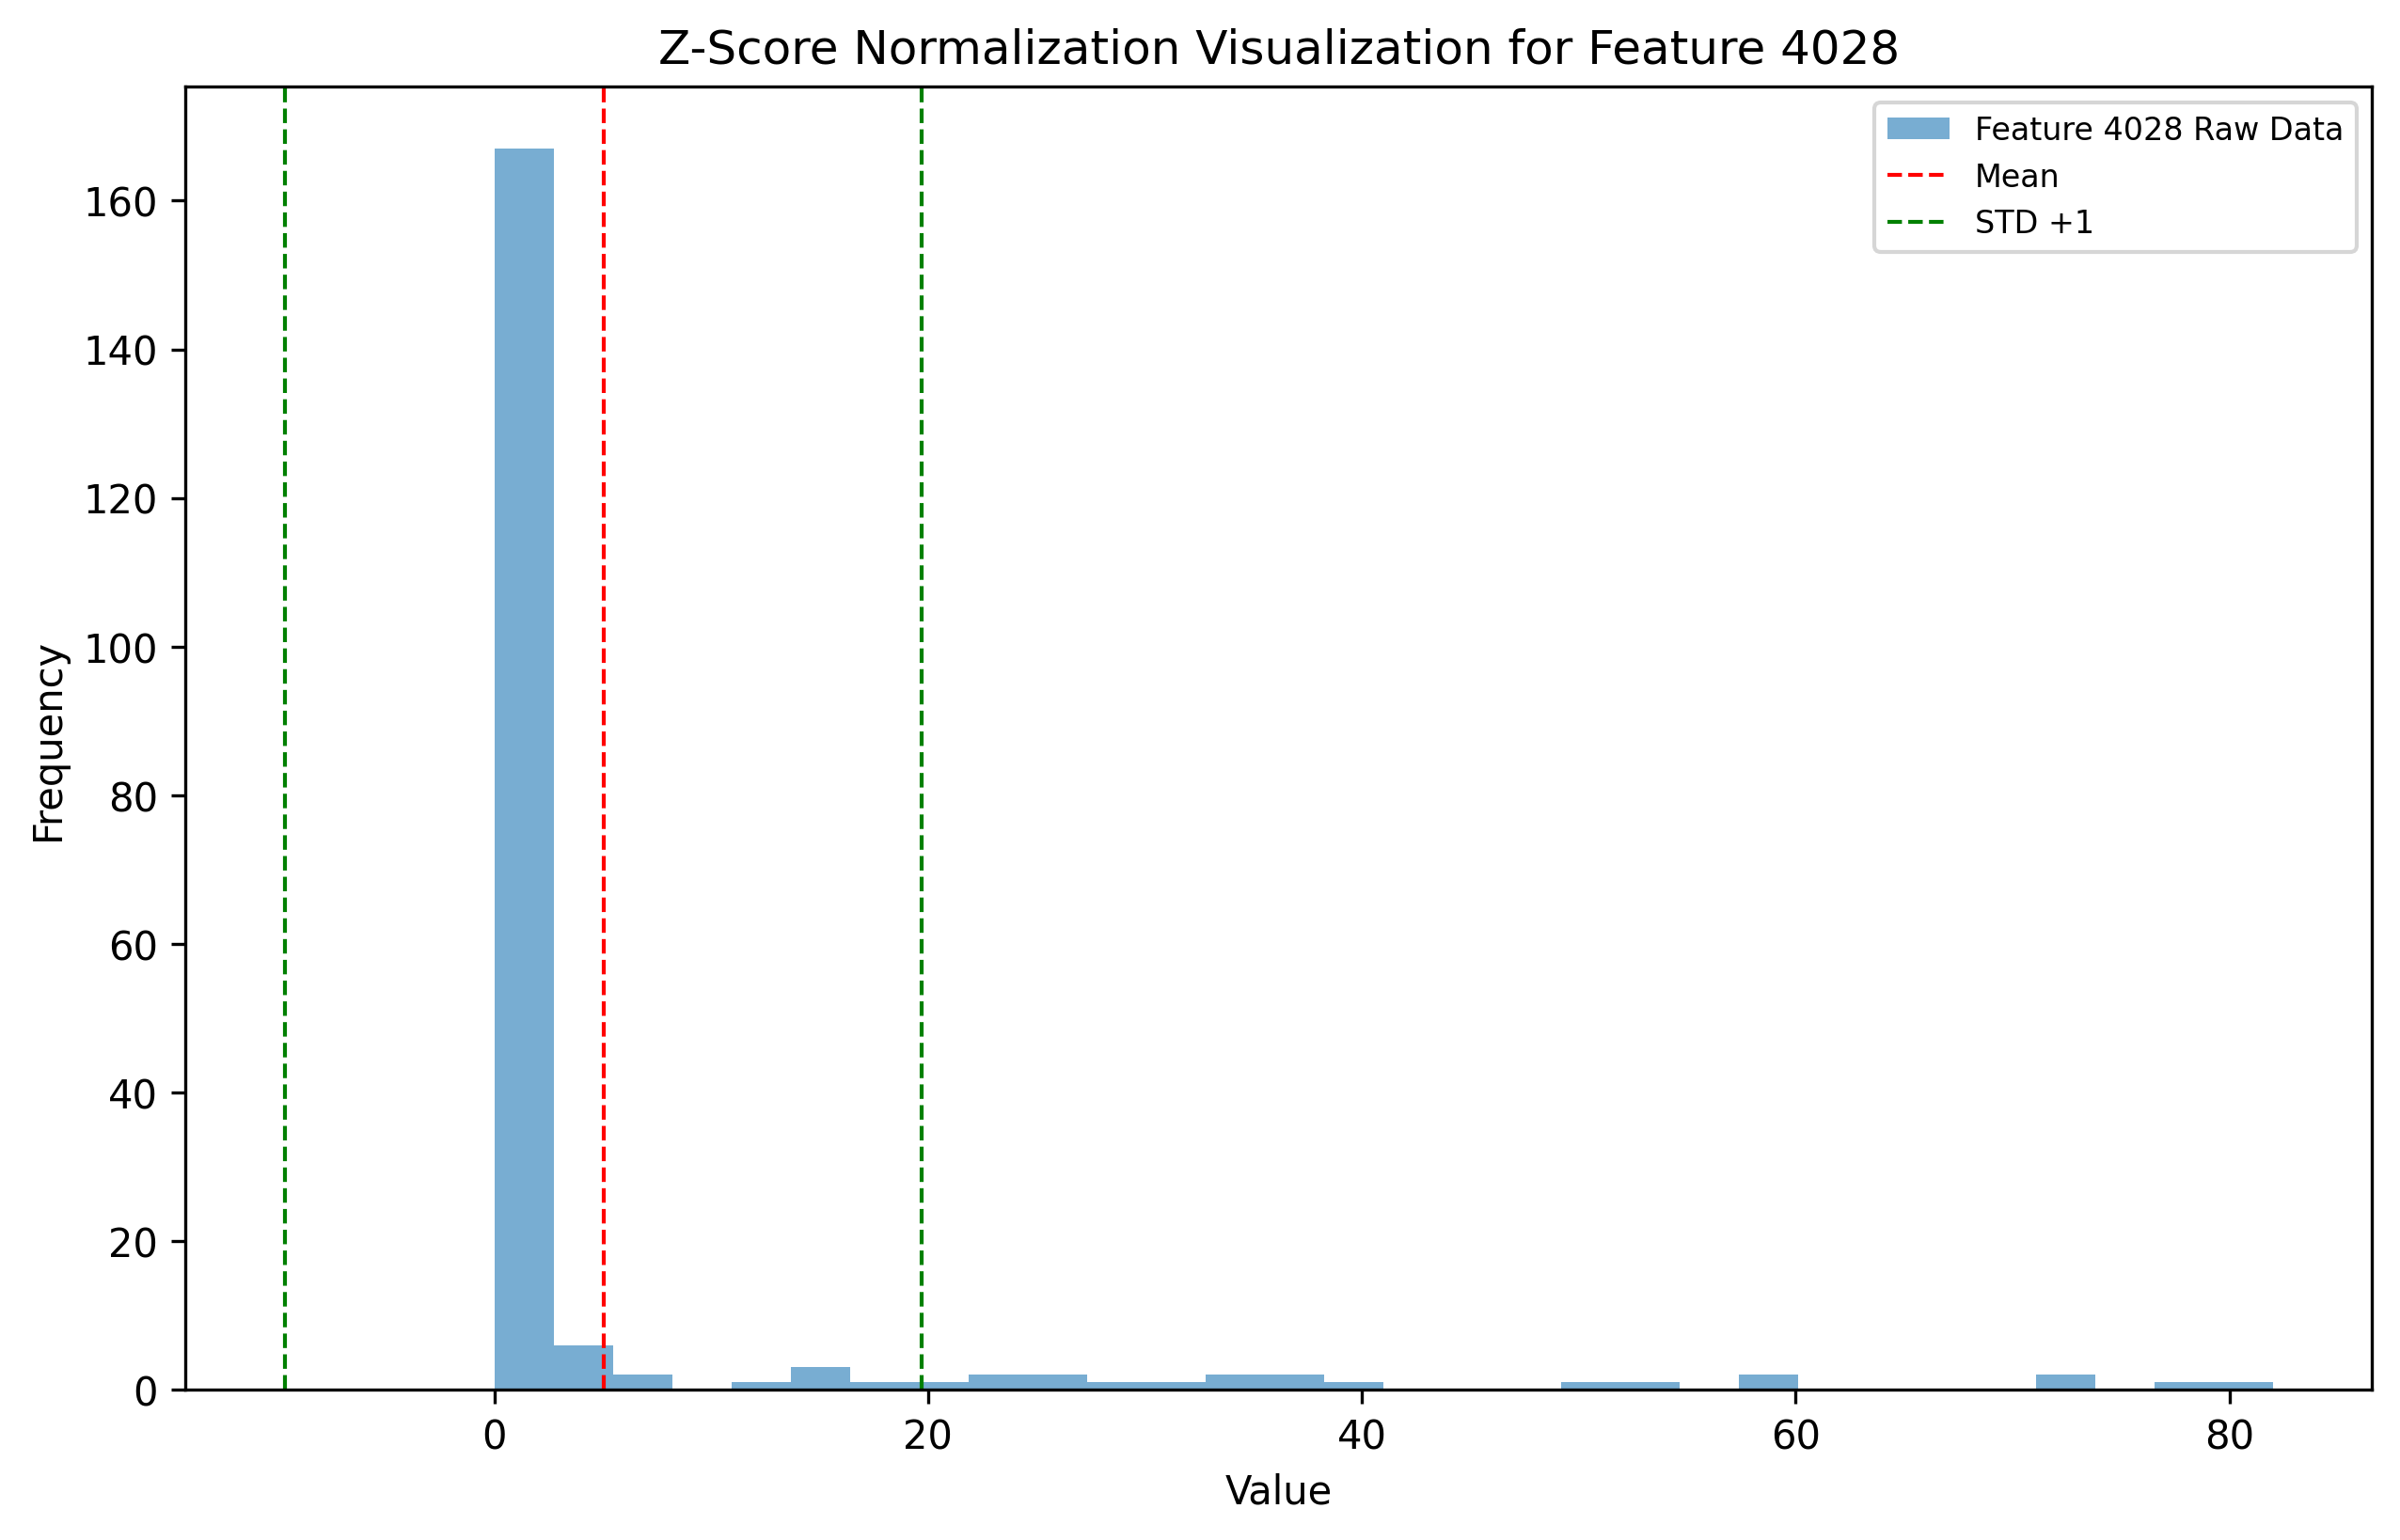 Z-Score Normalization Visualization for Feature 4028
Feature 4028 Raw Data
Mean
STD +1
Frequency
160
140
120
100
80
60
40
20
0
0 20 40 60 80
Value